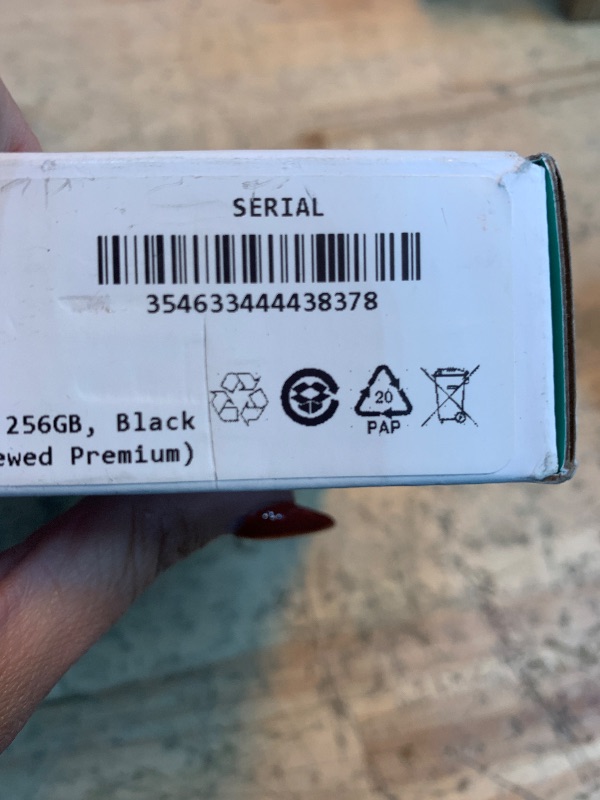 SERIAL
354633444438378
20
PAP
256GB, Black
ewed Premium)